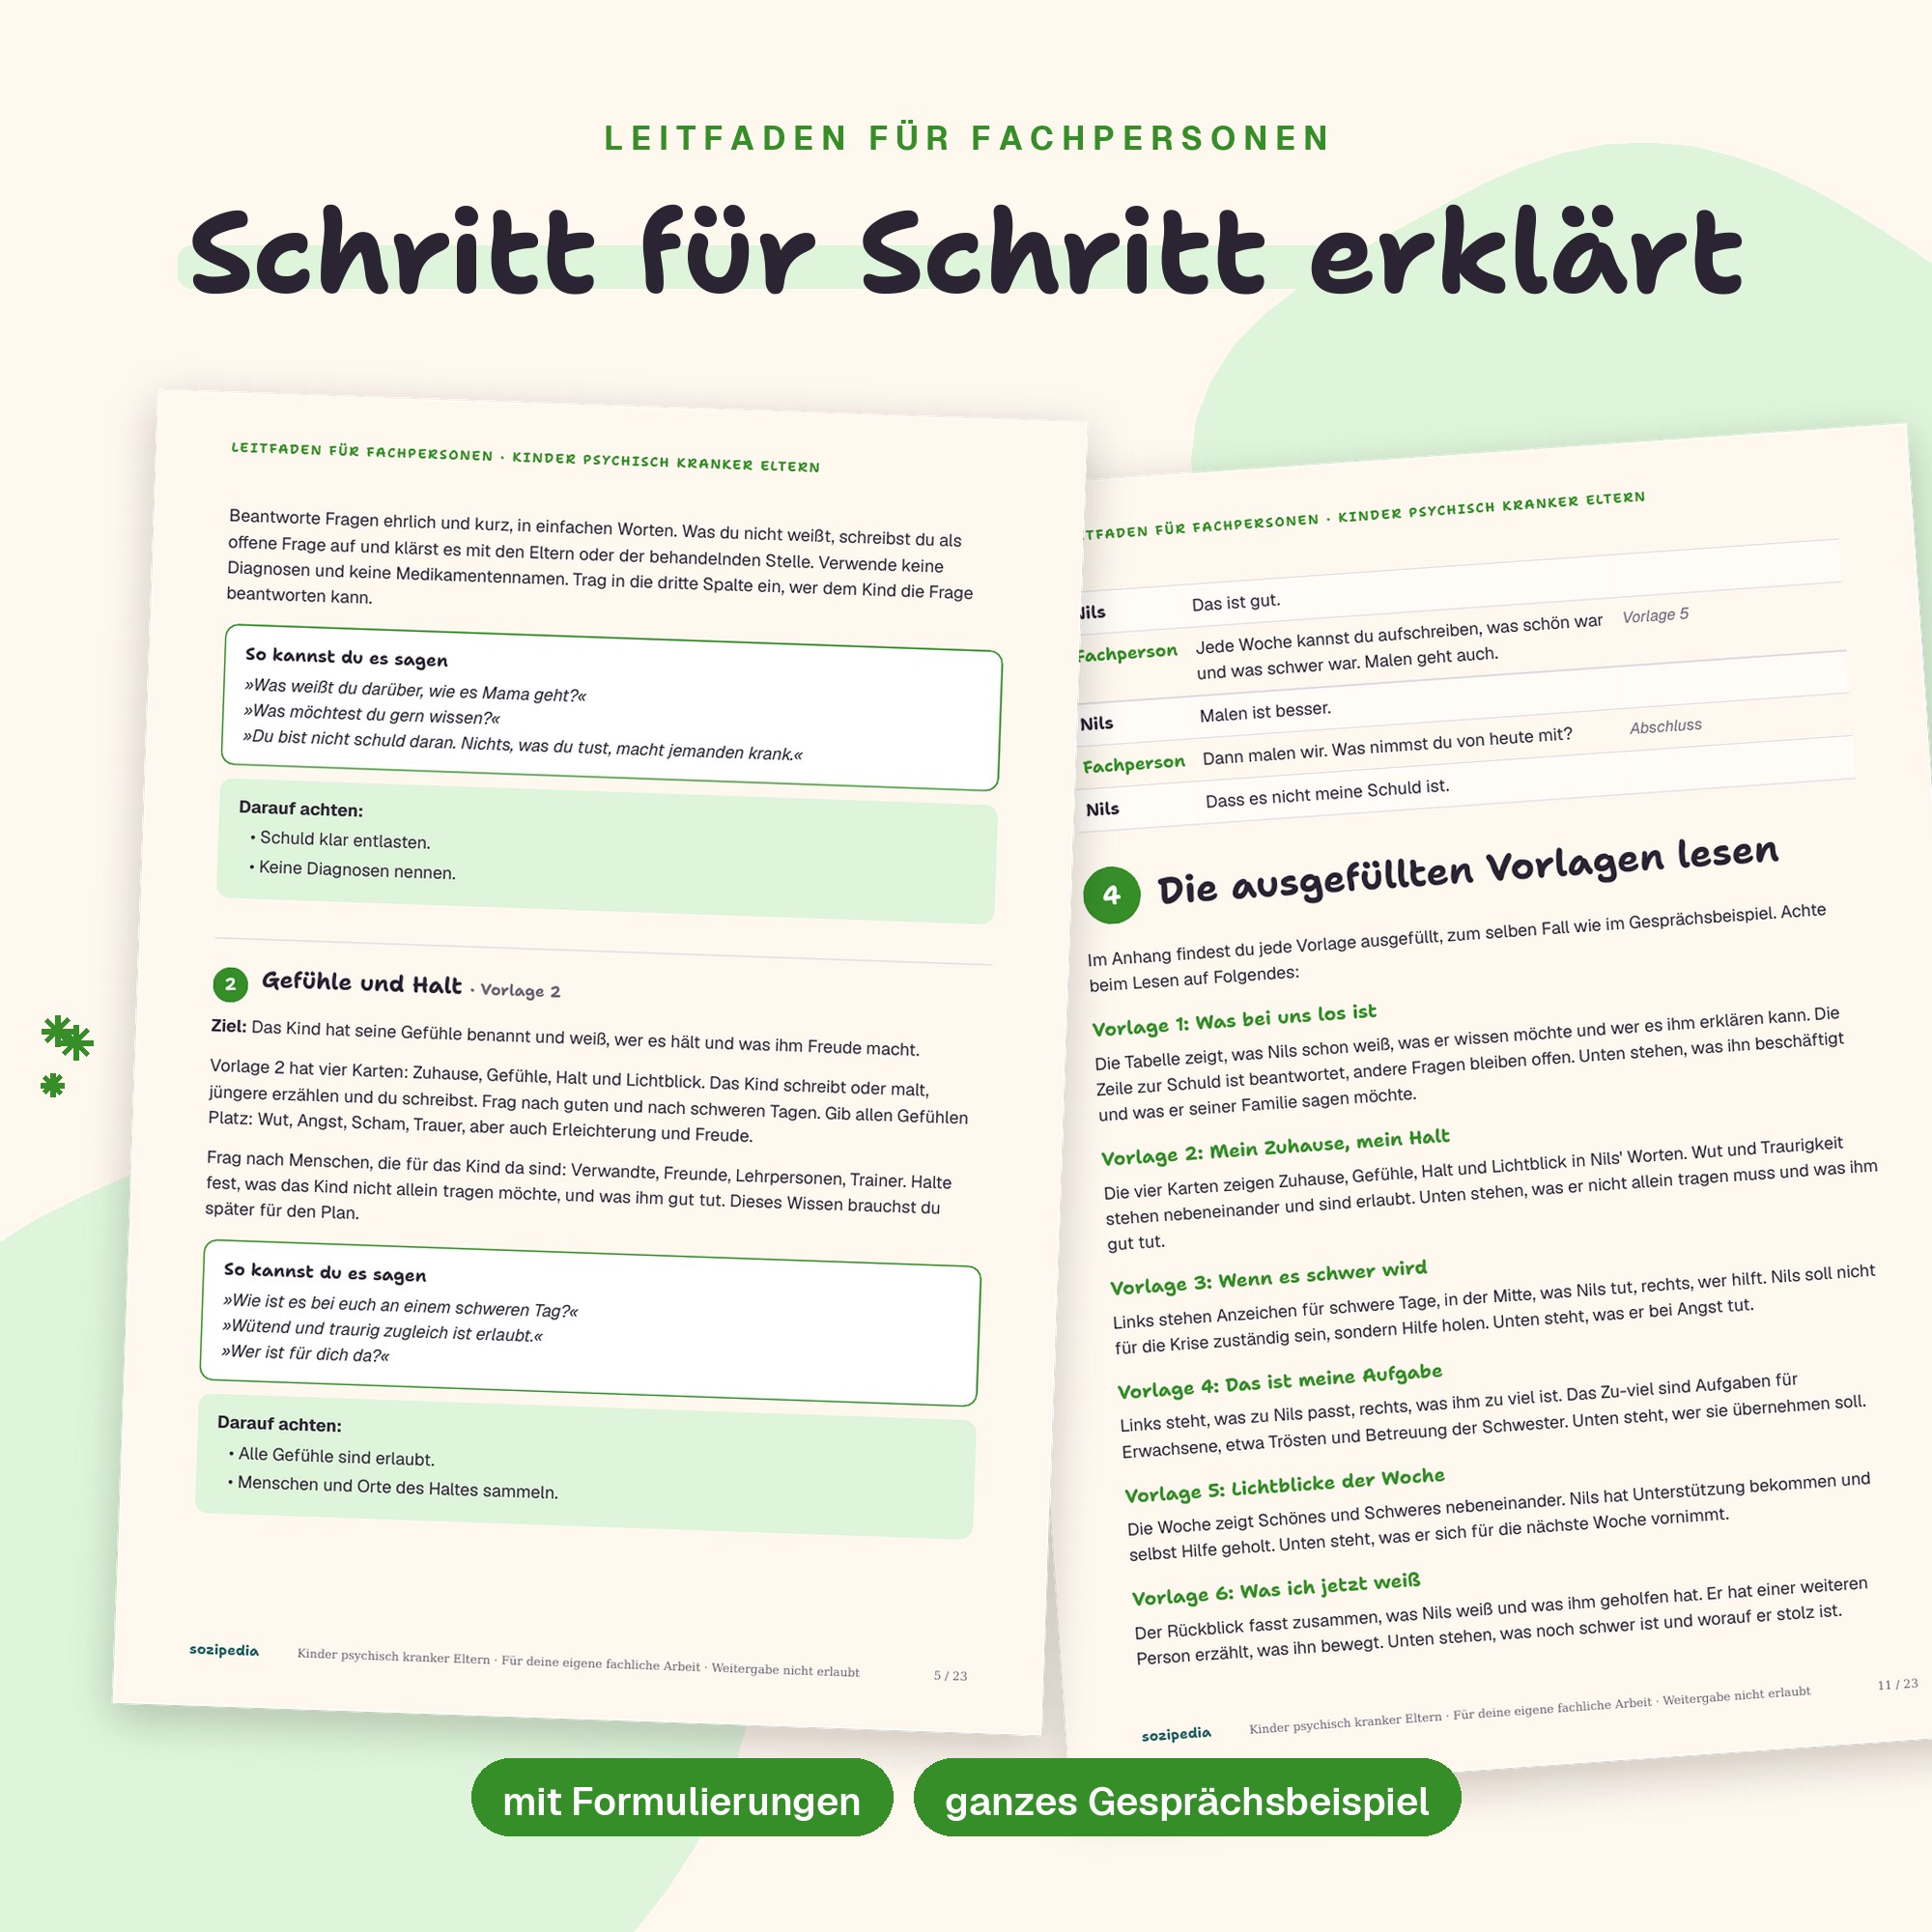 LEITFADEN FÜR FACHPERSONEN
Schritt für Schritt erklärt
LEITFADEN FÜR FACHPERSONEN · KINDER PSYCHISCH KRANKER ELTERN
Beantworte Fragen ehrlich und kurz, in einfachen Worten. Was du nicht weißt, schreibst du als
offene Frage auf und klärst es mit den Eltern oder der behandelnden Stelle. Verwende keine
Diagnosen und keine Medikamentennamen. Trag in die dritte Spalte ein, wer dem Kind die Frage
beantworten kann.
So kannst du es sagen
»Was weißt du darüber, wie es Mama geht?«
»Was möchtest du gern wissen?«
»Du bist nicht schuld daran. Nichts, was du tust, macht jemanden krank.«
Darauf achten:
• Schuld klar entlasten.
• Keine Diagnosen nennen.
2 Gefühle und Halt · Vorlage 2
Ziel: Das Kind hat seine Gefühle benannt und weiß, wer es hält und was ihm Freude macht.
Vorlage 2 hat vier Karten: Zuhause, Gefühle, Halt und Lichtblick. Das Kind schreibt oder malt,
jüngere erzählen und du schreibst. Frag nach guten und nach schweren Tagen. Gib allen Gefühlen
Platz: Wut, Angst, Scham, Trauer, aber auch Erleichterung und Freude.
Frag nach Menschen, die für das Kind da sind: Verwandte, Freunde, Lehrpersonen, Trainer. Halte
fest, was das Kind nicht allein tragen möchte, und was ihm gut tut. Dieses Wissen brauchst du
später für den Plan.
So kannst du es sagen
»Wie ist es bei euch an einem schweren Tag?«
»Wütend und traurig zugleich ist erlaubt.«
»Wer ist für dich da?«
Darauf achten:
• Alle Gefühle sind erlaubt.
• Menschen und Orte des Haltes sammeln.
sozipedia Kinder psychisch kranker Eltern · Für deine eigene fachliche Arbeit · Weitergabe nicht erlaubt 5 / 23
TFADEN FÜR FACHPERSONEN · KINDER PSYCHISCH KRANKER ELTERN
Nils Das ist gut.
Fachperson Jede Woche kannst du aufschreiben, was schön war Vorlage 5
und was schwer war. Malen geht auch.
Nils Malen ist besser.
Fachperson Dann malen wir. Was nimmst du von heute mit? Abschluss
Nils Dass es nicht meine Schuld ist.
4 Die ausgefüllten Vorlagen lesen
Im Anhang findest du jede Vorlage ausgefüllt, zum selben Fall wie im Gesprächsbeispiel. Achte
beim Lesen auf Folgendes:
Vorlage 1: Was bei uns los ist
Die Tabelle zeigt, was Nils schon weiß, was er wissen möchte und wer es ihm erklären kann. Die
Zeile zur Schuld ist beantwortet, andere Fragen bleiben offen. Unten stehen, was ihn beschäftigt
und was er seiner Familie sagen möchte.
Vorlage 2: Mein Zuhause, mein Halt
Die vier Karten zeigen Zuhause, Gefühle, Halt und Lichtblick in Nils' Worten. Wut und Traurigkeit
stehen nebeneinander und sind erlaubt. Unten stehen, was er nicht allein tragen muss und was ihm
gut tut.
Vorlage 3: Wenn es schwer wird
Links stehen Anzeichen für schwere Tage, in der Mitte, was Nils tut, rechts, wer hilft. Nils soll nicht
für die Krise zuständig sein, sondern Hilfe holen. Unten steht, was er bei Angst tut.
Vorlage 4: Das ist meine Aufgabe
Links steht, was zu Nils passt, rechts, was ihm zu viel ist. Das Zu-viel sind Aufgaben für
Erwachsene, etwa Trösten und Betreuung der Schwester. Unten steht, wer sie übernehmen soll.
Vorlage 5: Lichtblicke der Woche
Die Woche zeigt Schönes und Schweres nebeneinander. Nils hat Unterstützung bekommen und
selbst Hilfe geholt. Unten steht, was er sich für die nächste Woche vornimmt.
Vorlage 6: Was ich jetzt weiß
Der Rückblick fasst zusammen, was Nils weiß und was ihm geholfen hat. Er hat einer weiteren
Person erzählt, was ihn bewegt. Unten stehen, was noch schwer ist und worauf er stolz ist.
sozipedia Kinder psychisch kranker Eltern · Für deine eigene fachliche Arbeit · Weitergabe nicht erlaubt 11 / 23
mit Formulierungen
ganzes Gesprächsbeispiel